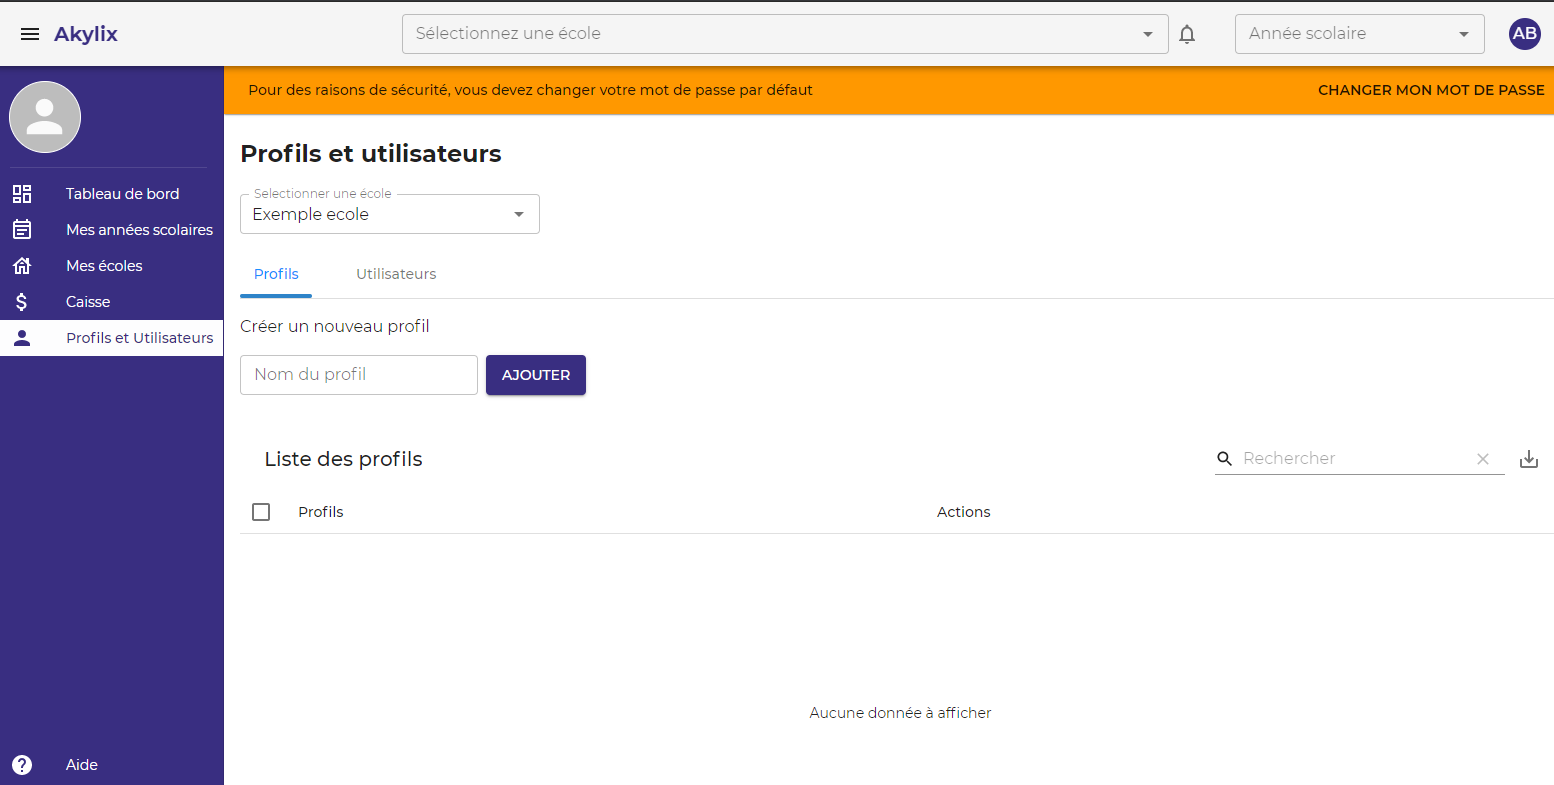 Akylix
Sélectionnez une école
Année scolaire
AB
Pour des raisons de sécurité, vous devez changer votre mot de passe par défaut
CHANGER MON MOT DE PASSE
Tableau de bord
Mes années scolaires
Mes écoles
Caisse
Profils et Utilisateurs
Aide
Profils et utilisateurs
Selectionner une école
Exemple ecole
Profils
Utilisateurs
Créer un nouveau profil
Nom du profil
AJOUTER
Liste des profils
Rechercher
Profils
Actions
Aucune donnée à afficher